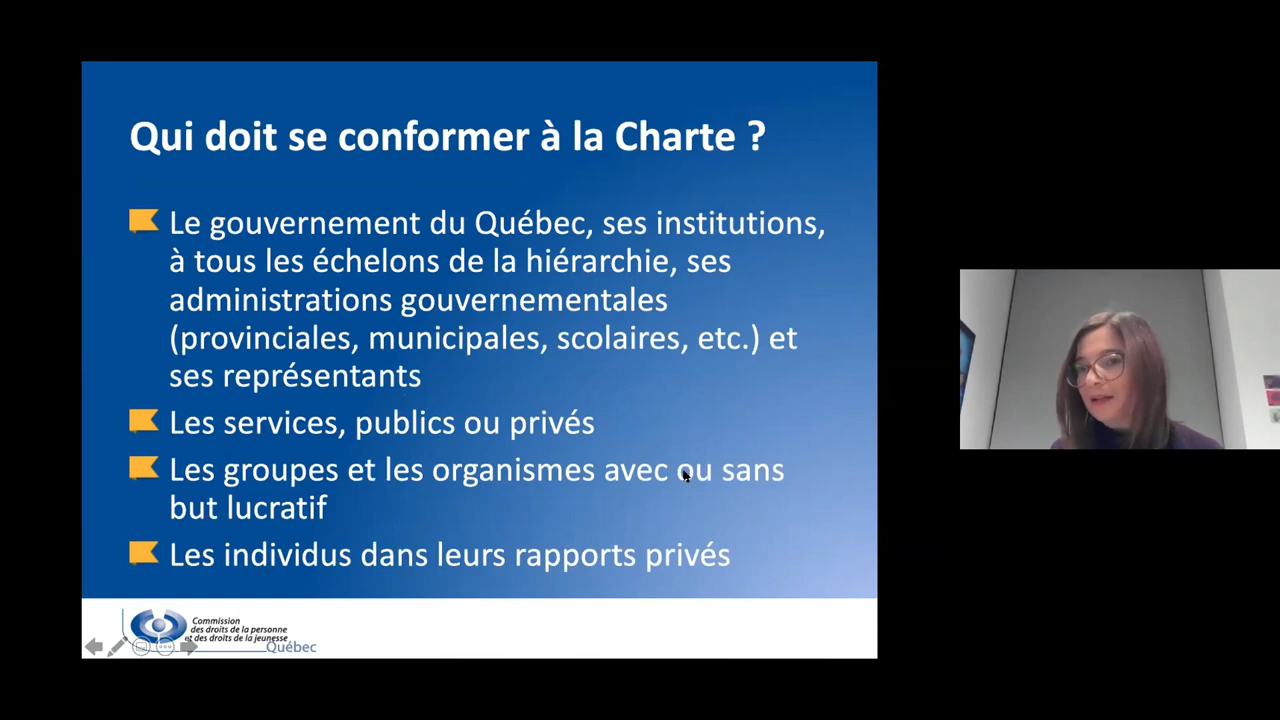 Qui doit se conformer à la Charte ?
Le gouvernement du Québec, ses institutions,
à tous les échelons de la hiérarchie, ses
administrations gouvernementales
(provinciales, municipales, scolaires, etc.) et
ses représentants
Les services, publics ou privés
Les groupes et les organismes avec ou sans
but lucratif
Les individus dans leurs rapports privés
Commission
des droits de la personne
et des droits de la jeunesse
Québec